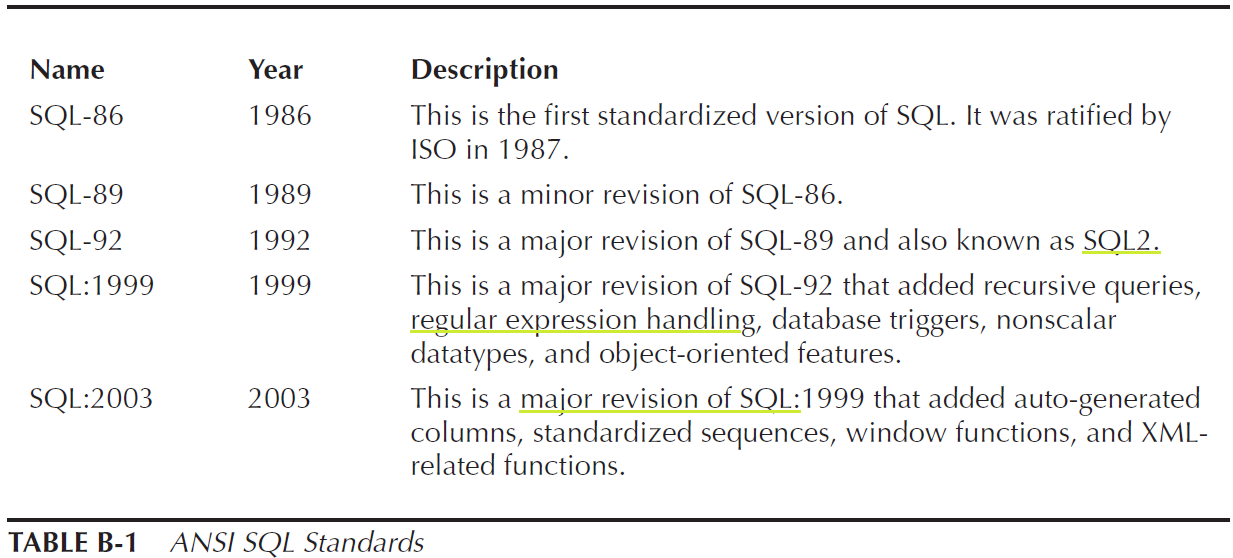 Name Year Description
SQL-86 1986 This is the first standardized version of SQL. It was ratified by
ISO in 1987.
SQL-89 1989 This is a minor revision of SQL-86.
SQL-92 1992 This is a major revision of SQL-89 and also known as SQL2.
SQL:1999 1999 This is a major revision of SQL-92 that added recursive queries,
regular expression handling, database triggers, nonscalar
datatypes, and object-oriented features.
SQL:2003 2003 This is a major revision of SQL:1999 that added auto-generated
columns, standardized sequences, window functions, and XML-
related functions.
TABLE B-1 ANSI SQL Standards